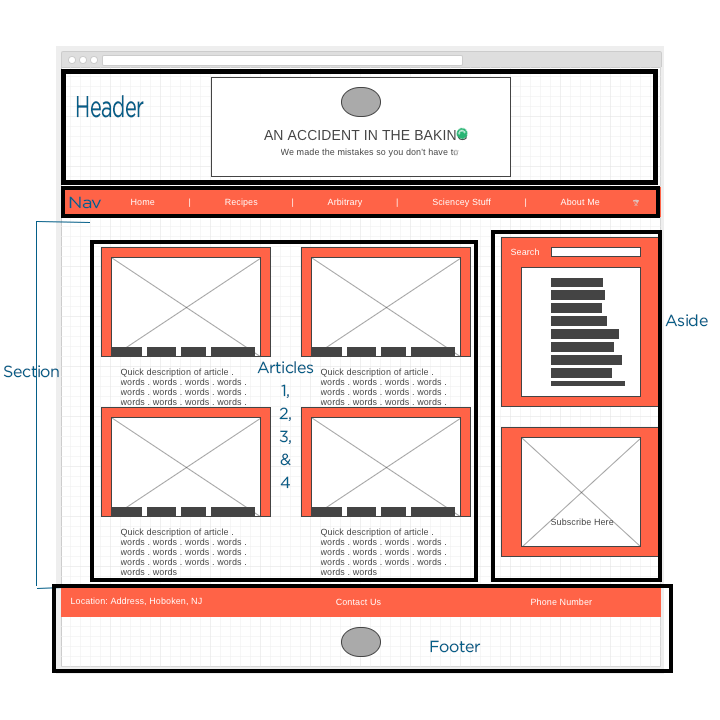 Header
AN ACCIDENT IN THE BAKING
We made the mistakes so you don't have to
Nav
Home | Recipes | Arbitrary | Sciencey Stuff | About Me
Search
Aside
Section
Articles
1,
2,
3,
&
4
Quick description of article .
words . words . words . words .
words . words . words . words .
words . words . words . words
Quick description of article .
words . words . words . words .
words . words . words . words .
words . words . words . words
Subscribe Here
Quick description of article .
words . words . words . words .
words . words . words . words .
words . words . words . words .
words . words
Quick description of article .
words . words . words . words .
words . words . words . words .
words . words . words . words .
words . words
Location: Address, Hoboken, NJ
Contact Us
Phone Number
Footer